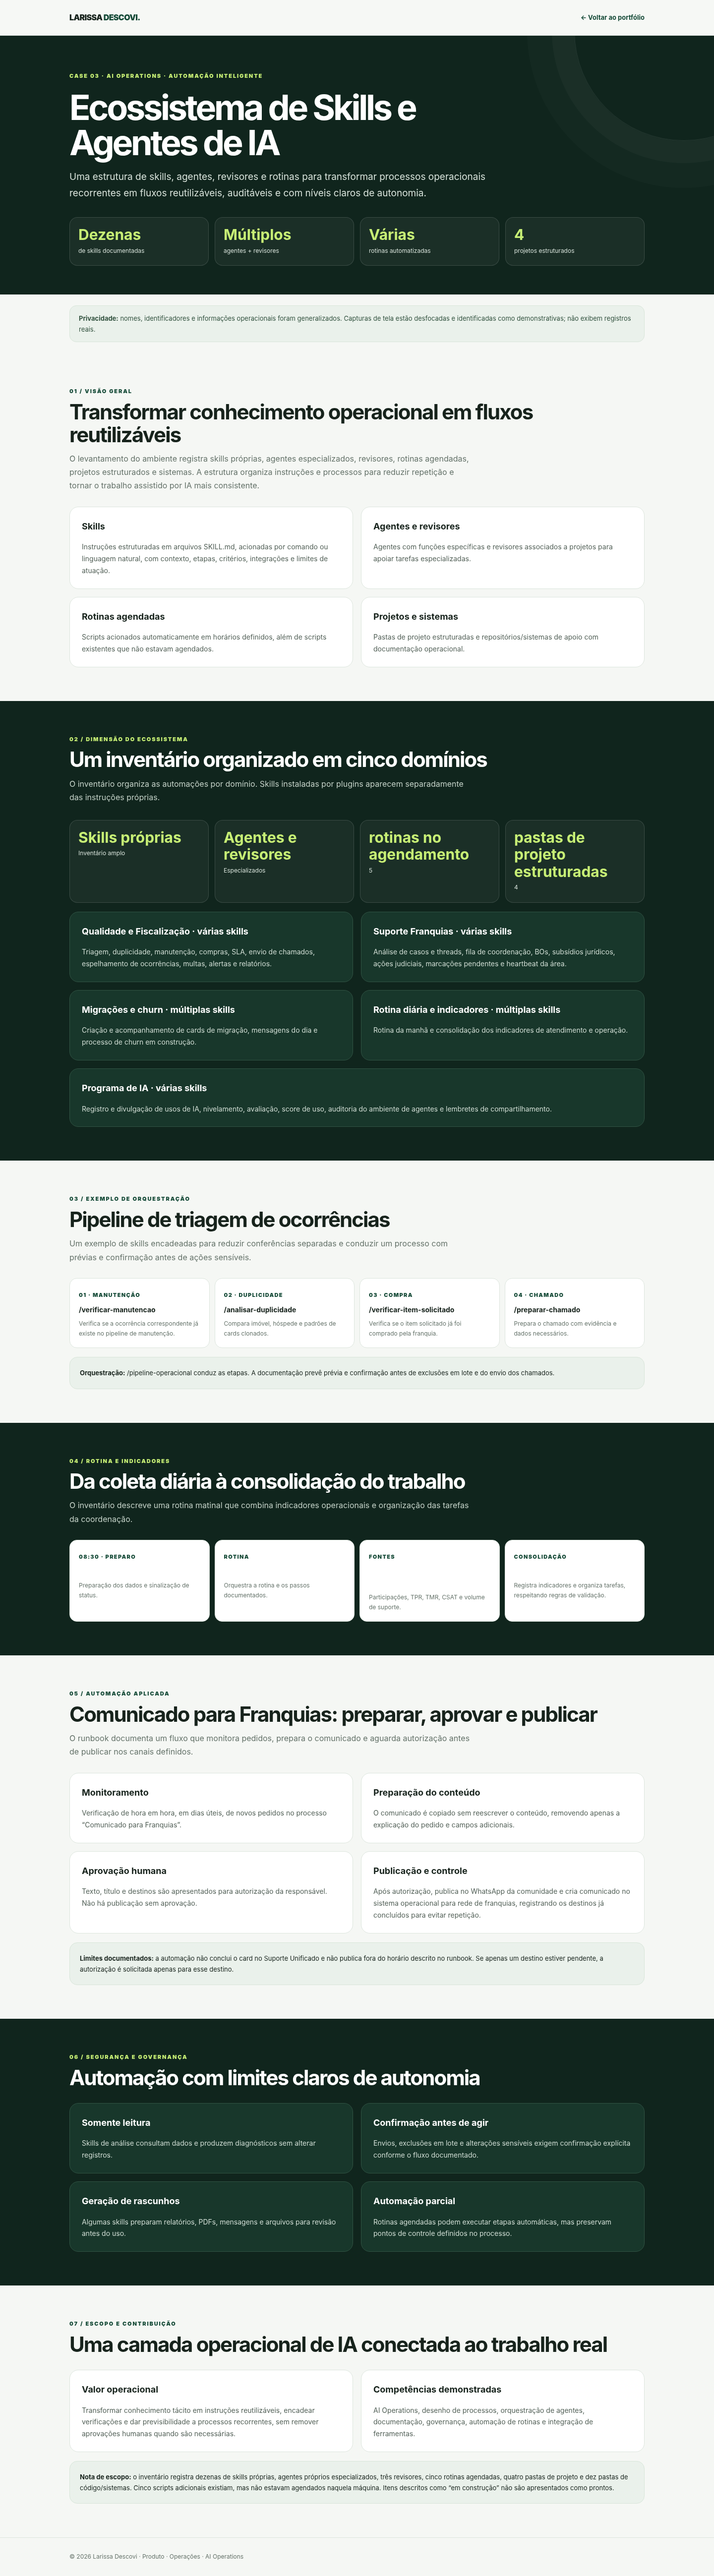 LARISSA DESCOVI.
← Voltar ao portfólio
CASE 03 · AI OPERATIONS · AUTOMAÇÃO INTELIGENTE
Ecossistema de Skills e
Agentes de IA
Uma estrutura de skills, agentes, revisores e rotinas para transformar processos operacionais
recorrentes em fluxos reutilizáveis, auditáveis e com níveis claros de autonomia.
Dezenas
de skills documentadas
Múltiplos
agentes + revisores
Várias
rotinas automatizadas
4
projetos estruturados
Privacidade: nomes, identificadores e informações operacionais foram generalizados. Capturas de tela estão desfocadas e identificadas como demonstrativas; não exibem registros
reais.
01 / VISÃO GERAL
Transformar conhecimento operacional em fluxos
reutilizáveis
O levantamento do ambiente registra skills próprias, agentes especializados, revisores, rotinas agendadas,
projetos estruturados e sistemas. A estrutura organiza instruções e processos para reduzir repetição e
tornar o trabalho assistido por IA mais consistente.
Skills
Instruções estruturadas em arquivos SKILL.md, acionadas por comando ou
linguagem natural, com contexto, etapas, critérios, integrações e limites de
atuação.
Agentes e revisores
Agentes com funções específicas e revisores associados a projetos para
apoiar tarefas especializadas.
Rotinas agendadas
Scripts acionados automaticamente em horários definidos, além de scripts
existentes que não estavam agendados.
Projetos e sistemas
Pastas de projeto estruturadas e repositórios/sistemas de apoio com
documentação operacional.
02 / DIMENSÃO DO ECOSSISTEMA
Um inventário organizado em cinco domínios
O inventário organiza as automações por domínio. Skills instaladas por plugins aparecem separadamente
das instruções próprias.
Skills próprias
Inventário amplo
Agentes e
revisores
Especializados
rotinas no
agendamento
5
pastas de
projeto
estruturadas
4
Qualidade e Fiscalização · várias skills
Triagem, duplicidade, manutenção, compras, SLA, envio de chamados,
espelhamento de ocorrências, multas, alertas e relatórios.
Suporte Franquias · várias skills
Análise de casos e threads, fila de coordenação, BOs, subsídios jurídicos,
ações judiciais, marcações pendentes e heartbeat da área.
Migrações e churn · múltiplas skills
Criação e acompanhamento de cards de migração, mensagens do dia e
processo de churn em construção.
Rotina diária e indicadores · múltiplas skills
Rotina da manhã e consolidação dos indicadores de atendimento e operação.
Programa de IA · várias skills
Registro e divulgação de usos de IA, nivelamento, avaliação, score de uso, auditoria do ambiente de agentes e lembretes de compartilhamento.
03 / EXEMPLO DE ORQUESTRAÇÃO
Pipeline de triagem de ocorrências
Um exemplo de skills encadeadas para reduzir conferências separadas e conduzir um processo com
prévias e confirmação antes de ações sensíveis.
01 · MANUTENÇÃO
/verificar-manutencao
Verifica se a ocorrência correspondente já
existe no pipeline de manutenção.
02 · DUPLICIDADE
/analisar-duplicidade
Compara imóvel, hóspede e padrões de
cards clonados.
03 · COMPRA
/verificar-item-solicitado
Verifica se o item solicitado já foi
comprado pela franquia.
04 · CHAMADO
/preparar-chamado
Prepara o chamado com evidência e
dados necessários.
Orquestração: /pipeline-operacional conduz as etapas. A documentação prevê prévia e confirmação antes de exclusões em lote e do envio dos chamados.
04 / ROTINA E INDICADORES
Da coleta diária à consolidação do trabalho
O inventário descreve uma rotina matinal que combina indicadores operacionais e organização das tarefas
da coordenação.
08:30 · PREPARO
Preparação dos dados e sinalização de
status.
ROTINA
Orquestra a rotina e os passos
documentados.
FONTES
Participações, TPR, TMR, CSAT e volume
de suporte.
CONSOLIDAÇÃO
Registra indicadores e organiza tarefas,
respeitando regras de validação.
05 / AUTOMAÇÃO APLICADA
Comunicado para Franquias: preparar, aprovar e publicar
O runbook documenta um fluxo que monitora pedidos, prepara o comunicado e aguarda autorização antes
de publicar nos canais definidos.
Monitoramento
Verificação de hora em hora, em dias úteis, de novos pedidos no processo
“Comunicado para Franquias”.
Preparação do conteúdo
O comunicado é copiado sem reescrever o conteúdo, removendo apenas a
explicação do pedido e campos adicionais.
Aprovação humana
Texto, título e destinos são apresentados para autorização da responsável.
Não há publicação sem aprovação.
Publicação e controle
Após autorização, publica no WhatsApp da comunidade e cria comunicado no
sistema operacional para rede de franquias, registrando os destinos já
concluídos para evitar repetição.
Limites documentados: a automação não conclui o card no Suporte Unificado e não publica fora do horário descrito no runbook. Se apenas um destino estiver pendente, a
autorização é solicitada apenas para esse destino.
06 / SEGURANÇA E GOVERNANÇA
Automação com limites claros de autonomia
Somente leitura
Skills de análise consultam dados e produzem diagnósticos sem alterar
registros.
Confirmação antes de agir
Envios, exclusões em lote e alterações sensíveis exigem confirmação explícita
conforme o fluxo documentado.
Geração de rascunhos
Algumas skills preparam relatórios, PDFs, mensagens e arquivos para revisão
antes do uso.
Automação parcial
Rotinas agendadas podem executar etapas automáticas, mas preservam
pontos de controle definidos no processo.
07 / ESCOPO E CONTRIBUIÇÃO
Uma camada operacional de IA conectada ao trabalho real
Valor operacional
Transformar conhecimento tácito em instruções reutilizáveis, encadear
verificações e dar previsibilidade a processos recorrentes, sem remover
aprovações humanas quando são necessárias.
Competências demonstradas
AI Operations, desenho de processos, orquestração de agentes,
documentação, governança, automação de rotinas e integração de
ferramentas.
Nota de escopo: o inventário registra dezenas de skills próprias, agentes próprios especializados, três revisores, cinco rotinas agendadas, quatro pastas de projeto e dez pastas de
código/sistemas. Cinco scripts adicionais existiam, mas não estavam agendados naquela máquina. Itens descritos como “em construção” não são apresentados como prontos.
© 2026 Larissa Descovi · Produto · Operações · AI Operations